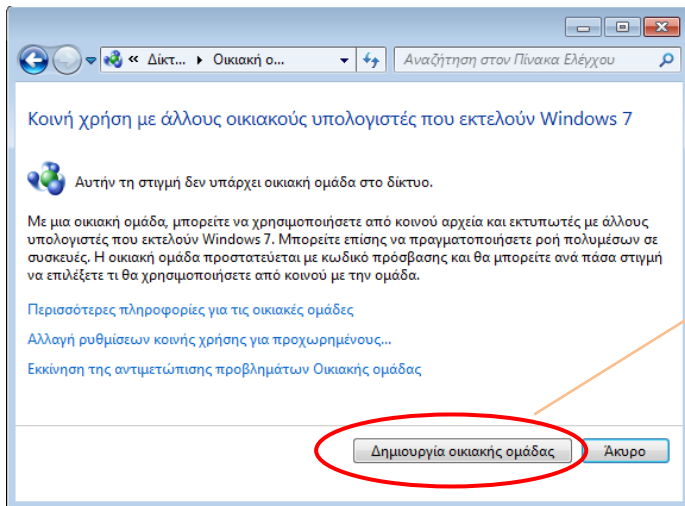 « Δίκτ... Οικιακή ο... Αναζήτηση στον Πίνακα Ελέγχου
Κοινή χρήση με άλλους οικιακούς υπολογιστές που εκτελούν Windows 7
Αυτήν τη στιγμή δεν υπάρχει οικιακή ομάδα στο δίκτυο.
Με μια οικιακή ομάδα, μπορείτε να χρησιμοποιήσετε από κοινού αρχεία και εκτυπωτές με άλλους
υπολογιστές που εκτελούν Windows 7. Μπορείτε επίσης να πραγματοποιήσετε ροή πολυμέσων σε
συσκευές. Η οικιακή ομάδα προστατεύεται με κωδικό πρόσβασης και θα μπορείτε ανά πάσα στιγμή
να επιλέξετε τι θα χρησιμοποιήσετε από κοινού με την ομάδα.
Περισσότερες πληροφορίες για τις οικιακές ομάδες
Αλλαγή ρυθμίσεων κοινής χρήσης για προχωρημένους...
Εκκίνηση της αντιμετώπισης προβλημάτων Οικιακής ομάδας
Δημιουργία οικιακής ομάδας Άκυρο